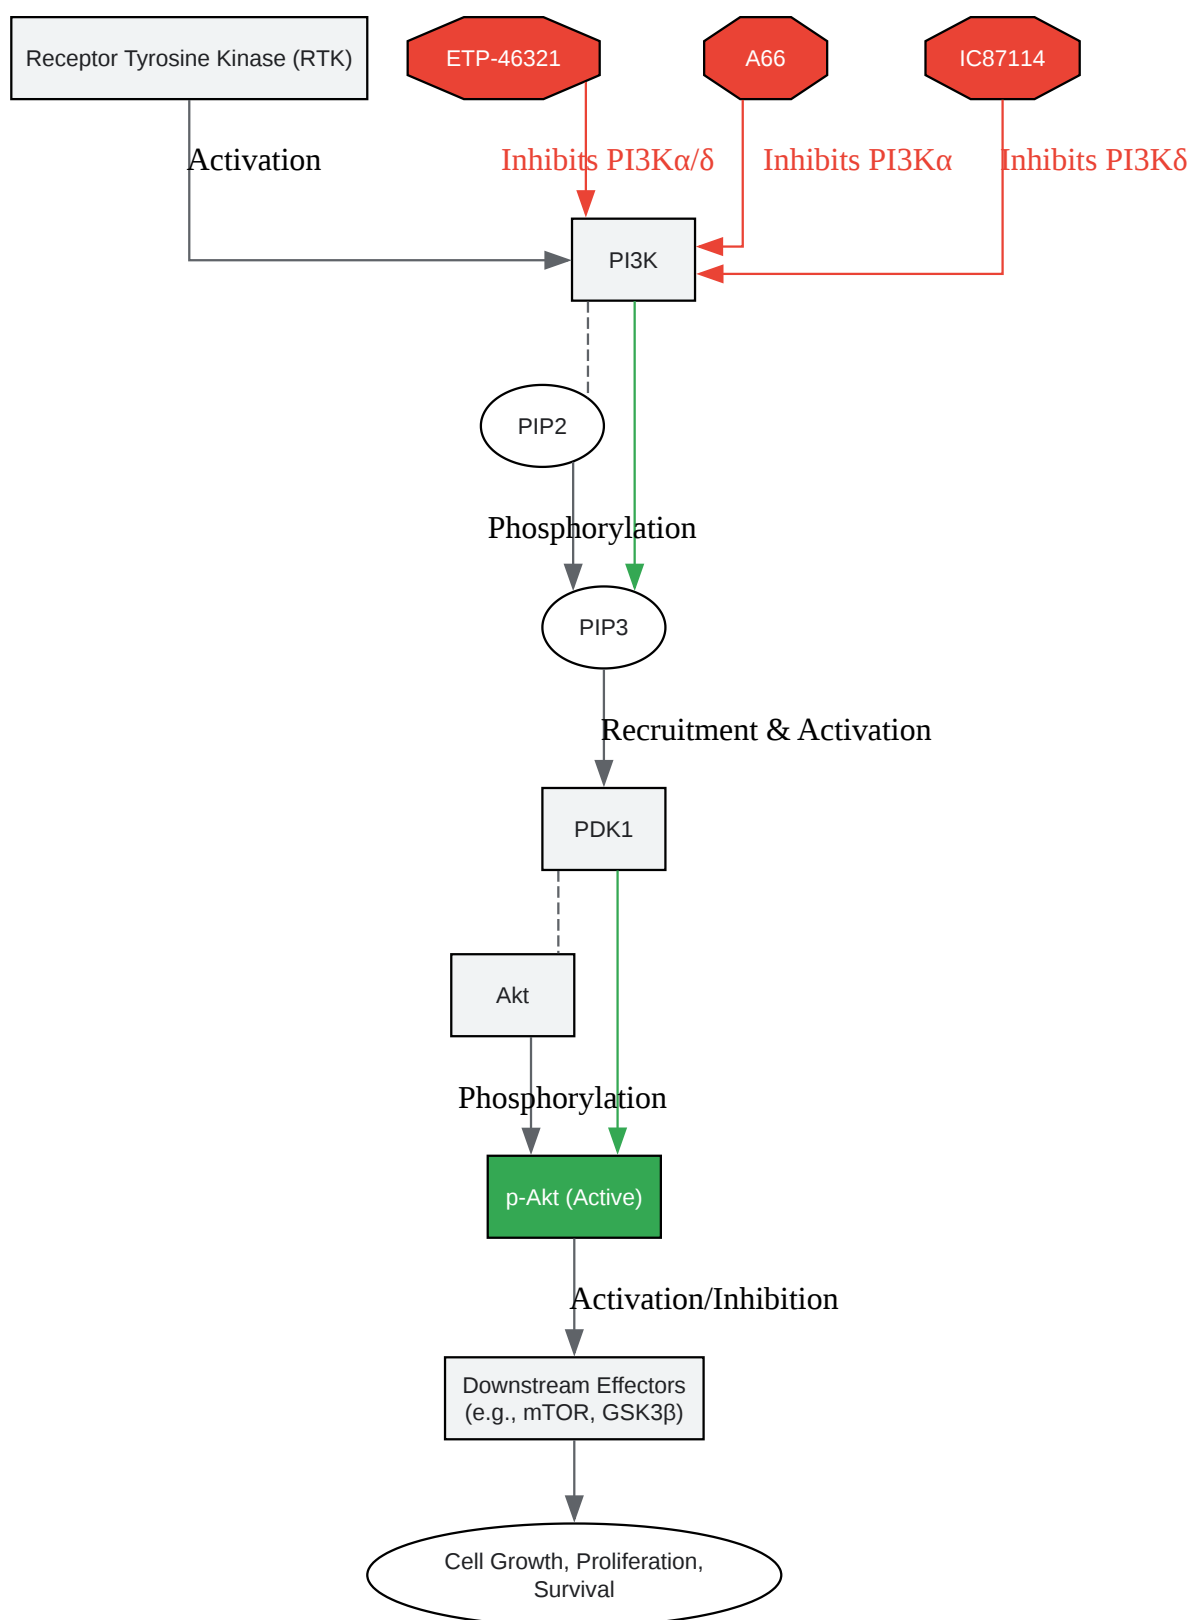 Receptor Tyrosine Kinase (RTK)
ETP-46321
A66
IC87114
Activation
Inhibits PI3Kα/δ
Inhibits PI3Kα
Inhibits PI3Kδ
PI3K
PIP2
Phosphorylation
PIP3
Recruitment & Activation
PDK1
Akt
Phosphorylation
p-Akt (Active)
Activation/Inhibition
Downstream Effectors
(e.g., mTOR, GSK3β)
Cell Growth, Proliferation,
Survival